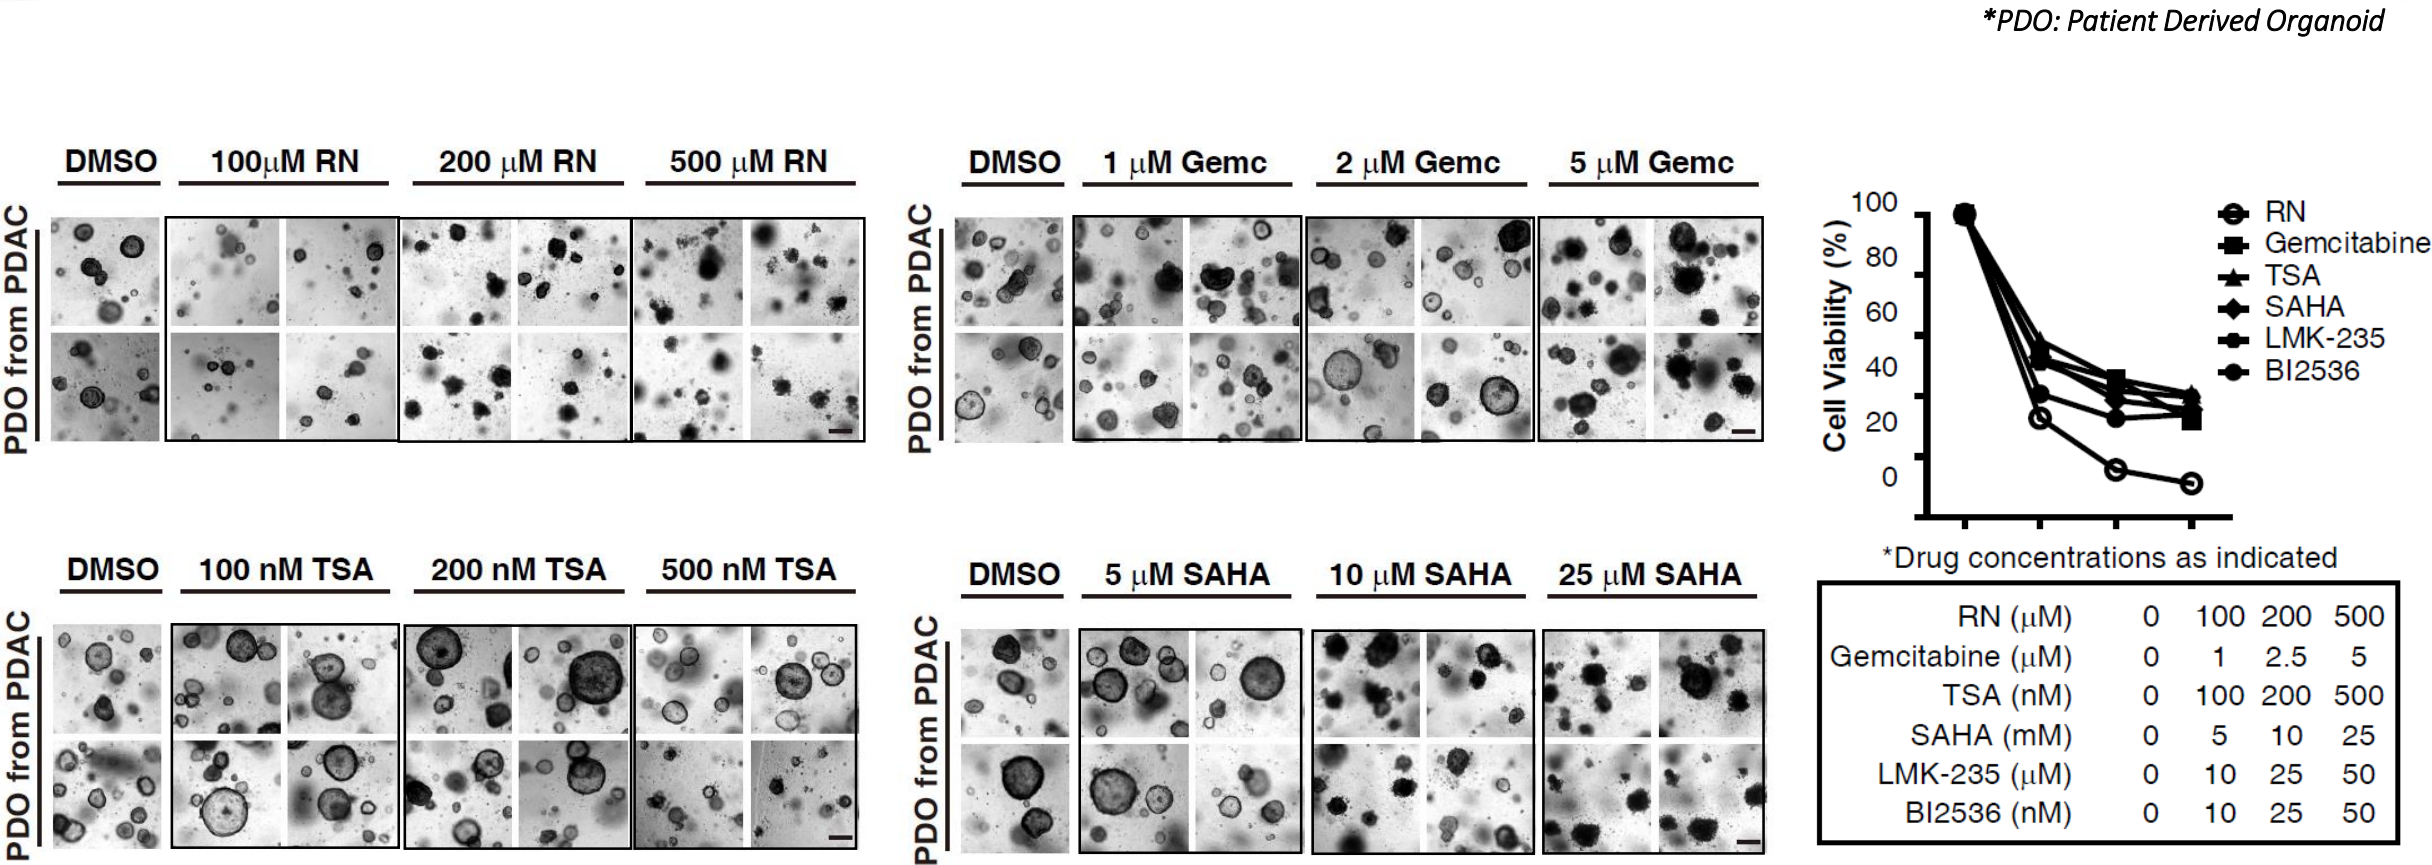 *PDO: Patient Derived Organoid
DMSO 100μM RN 200 μM RN 500 μM RN
PDO from PDAC
DMSO 1 μM Gemc 2 μM Gemc 5 μM Gemc
PDO from PDAC
DMSO 100 nM TSA 200 nM TSA 500 nM TSA
PDO from PDAC
DMSO 5 μM SAHA 10 μM SAHA 25 μM SAHA
PDO from PDAC
Cell Viability (%)
100
80
60
40
20
0
RN
Gemcitabine
TSA
SAHA
LMK-235
BI2536
*Drug concentrations as indicated
RN (μM) 0 100 200 500
Gemcitabine (μM) 0 1 2.5 5
TSA (nM) 0 100 200 500
SAHA (mM) 0 5 10 25
LMK-235 (μM) 0 10 25 50
BI2536 (nM) 0 10 25 50